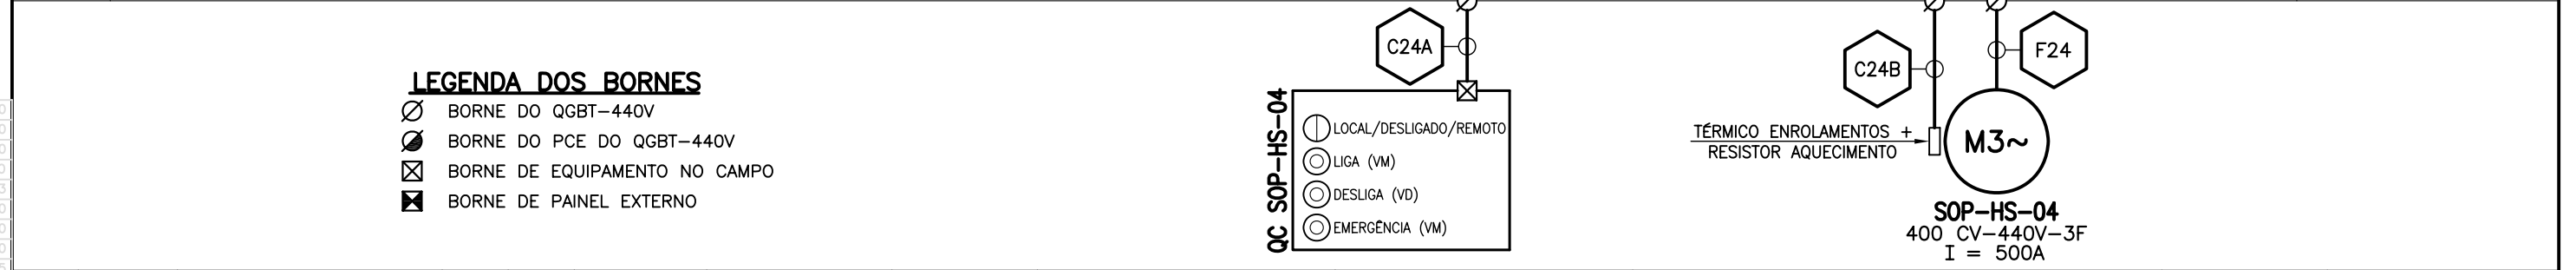 LEGENDA DOS BORNES
BORNE DO QGBT-440V
BORNE DO PCE DO QGBT-440V
BORNE DE EQUIPAMENTO NO CAMPO
BORNE DE PAINEL EXTERNO
C24A
QC SOP-HS-04
LOCAL/DESLIGADO/REMOTO
LIGA (VM)
DESLIGA (VD)
EMERGÊNCIA (VM)
C24B
F24
TÉRMICO ENROLAMENTOS +
RESISTOR AQUECIMENTO
M3~
SOP-HS-04
400 CV-440V-3F
I = 500A